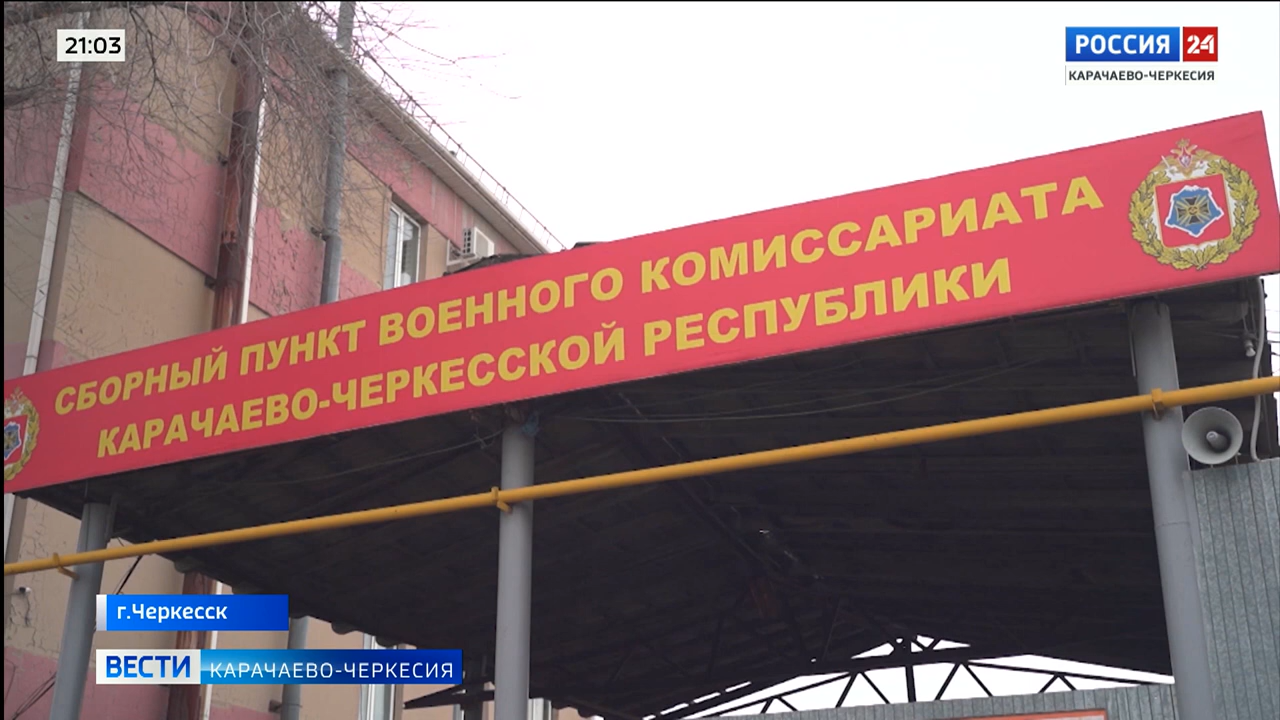 21:03
РОССИЯ 24
КАРАЧАЕВО-ЧЕРКЕСИЯ
СБОРНЫЙ ПУНКТ ВОЕННОГО КОМИССАРИАТА
КАРАЧАЕВО-ЧЕРКЕССКОЙ РЕСПУБЛИКИ
г.Черкесск
ВЕСТИ КАРАЧАЕВО-ЧЕРКЕСИЯ